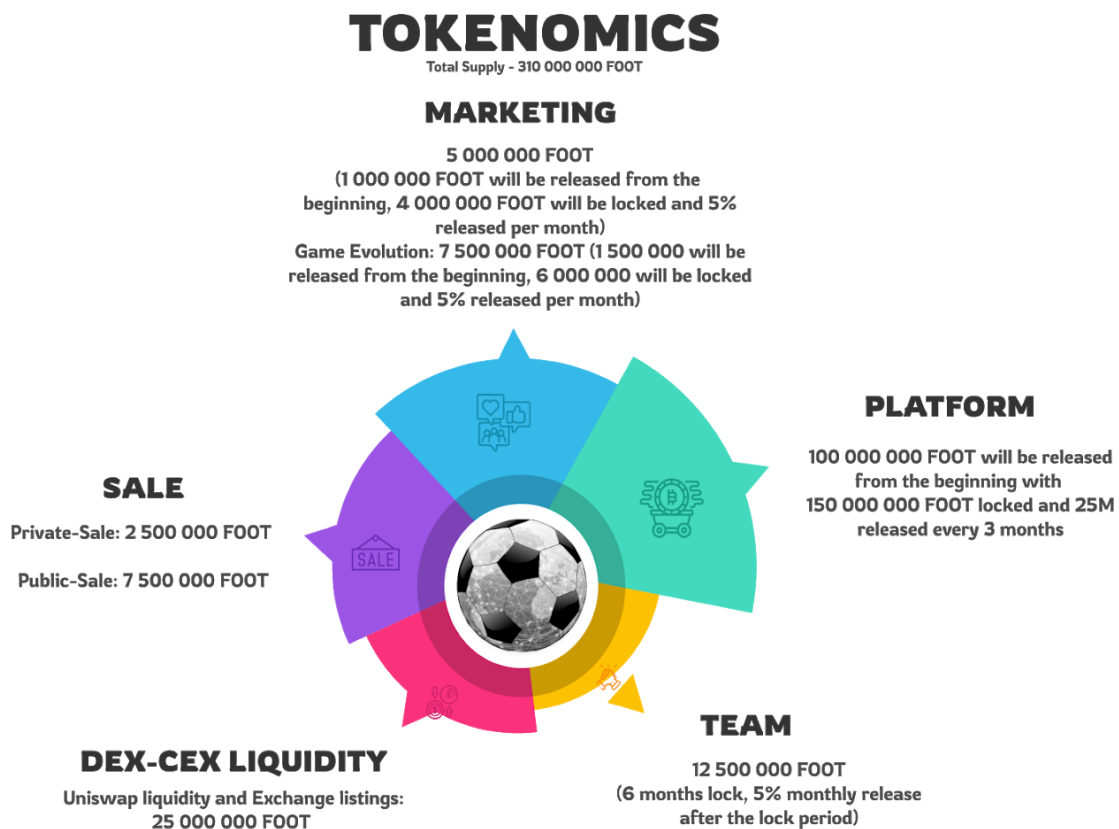 TOKENOMICS
Total Supply - 310 000 000 FOOT
MARKETING
5 000 000 FOOT
(1 000 000 FOOT will be released from the
beginning, 4 000 000 FOOT will be locked and 5%
released per month)
Game Evolution: 7 500 000 FOOT (1 500 000 will be
released from the beginning, 6 000 000 will be locked
and 5% released per month)
PLATFORM
100 000 000 FOOT will be released
from the beginning with
150 000 000 FOOT locked and 25M
released every 3 months
SALE
Private-Sale: 2 500 000 FOOT
Public-Sale: 7 500 000 FOOT
SALE
TEAM
12 500 000 FOOT
(6 months lock, 5% monthly release
after the lock period)
DEX-CEX LIQUIDITY
Uniswap liquidity and Exchange listings:
25 000 000 FOOT